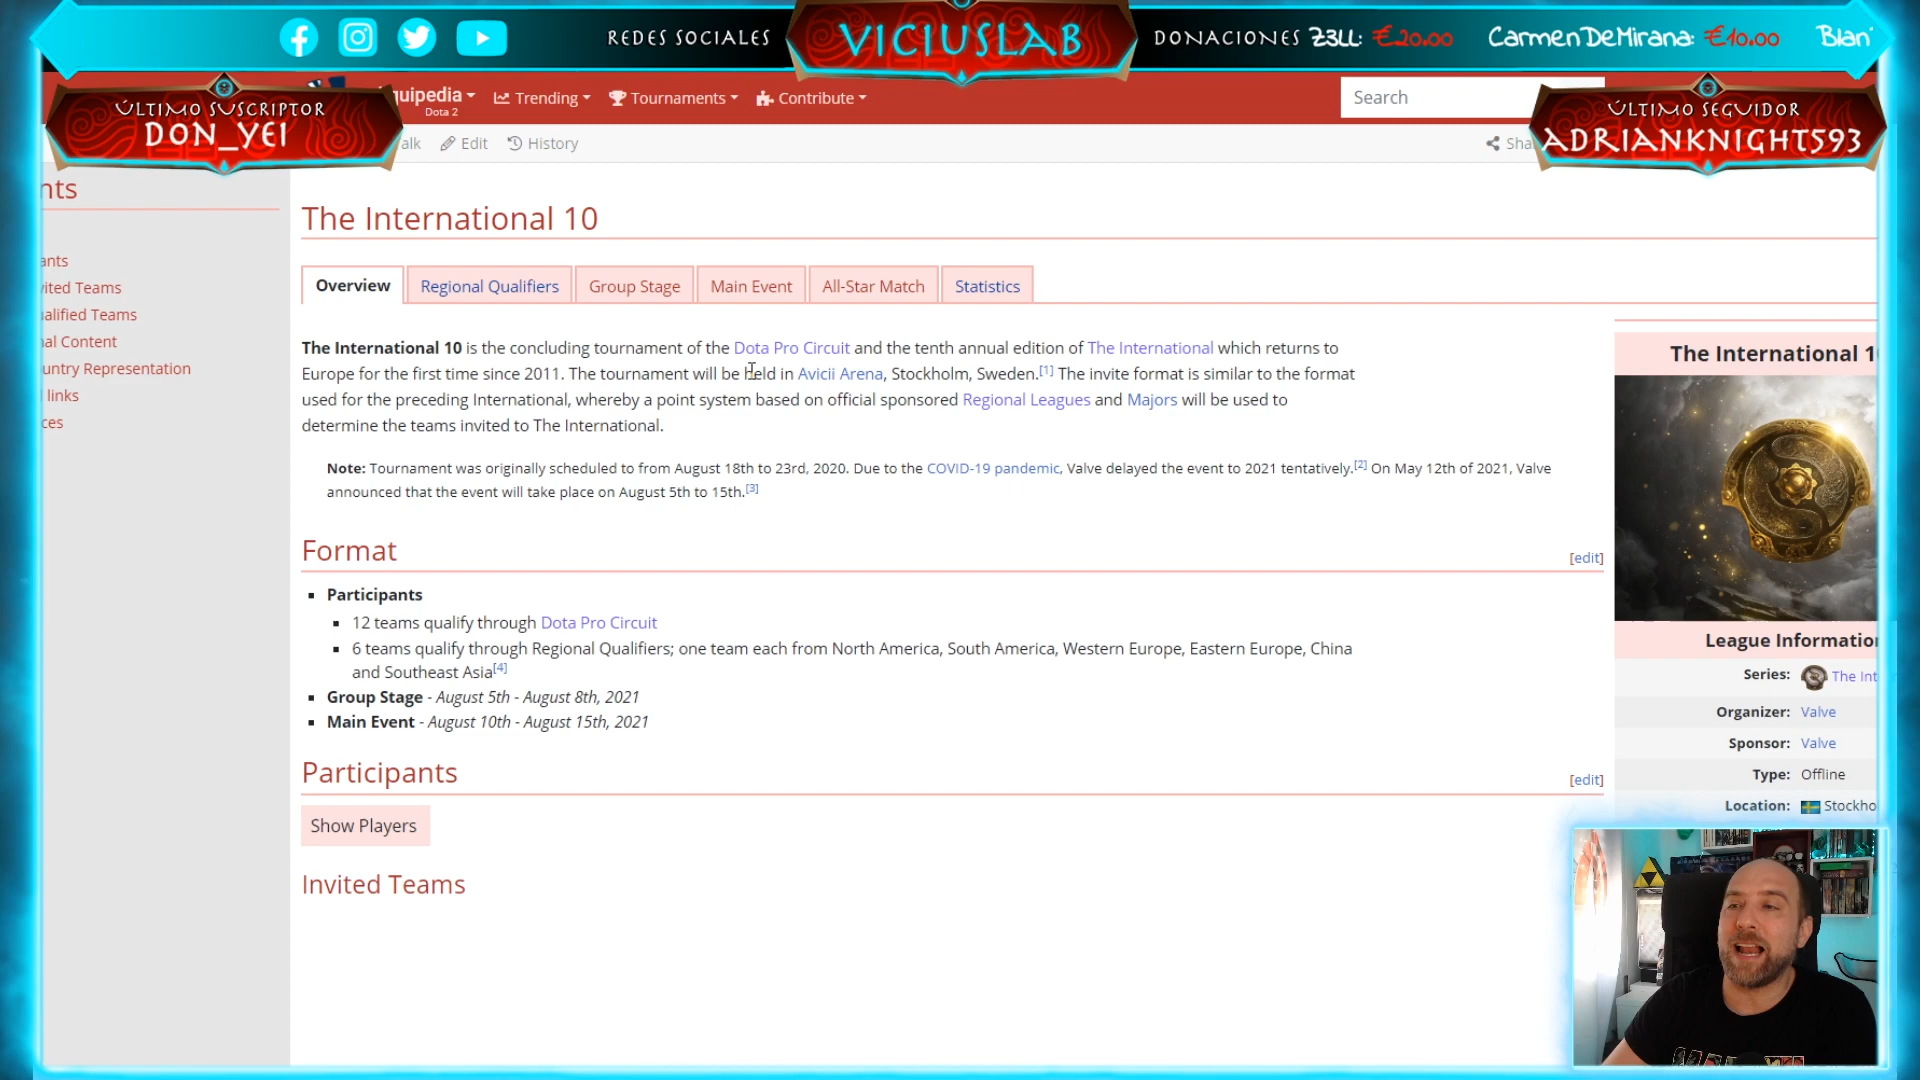 REDES SOCIALES
VICIUSLAB
DONACIONES Z3LL: €20.00 CarmenDeMirana: €10.00 Blan
ÚLTIMO SUSCRIPTOR
DON_YEI
quipedia
Dota 2
Trending
Tournaments
Contribute
Search
ÚLTIMO SEGUIDOR
ADRIANKNIGHT593
alk
Edit
History
Sha
nts
ants
ited Teams
alified Teams
nal Content
untry Representation
links
ces
The International 10
Overview
Regional Qualifiers
Group Stage
Main Event
All-Star Match
Statistics
The International 10 is the concluding tournament of the Dota Pro Circuit and the tenth annual edition of The International which returns to
Europe for the first time since 2011. The tournament will be held in Avicii Arena, Stockholm, Sweden.[1] The invite format is similar to the format
used for the preceding International, whereby a point system based on official sponsored Regional Leagues and Majors will be used to
determine the teams invited to The International.
Note: Tournament was originally scheduled to from August 18th to 23rd, 2020. Due to the COVID-19 pandemic, Valve delayed the event to 2021 tentatively.[2] On May 12th of 2021, Valve
announced that the event will take place on August 5th to 15th.[3]
Format
[edit]
Participants
12 teams qualify through Dota Pro Circuit
6 teams qualify through Regional Qualifiers; one team each from North America, South America, Western Europe, Eastern Europe, China
and Southeast Asia[4]
Group Stage - August 5th - August 8th, 2021
Main Event - August 10th - August 15th, 2021
Participants
[edit]
Show Players
Invited Teams
The International 1
League Informatio
Series: The Int
Organizer: Valve
Sponsor: Valve
Type: Offline
Location: Stockho